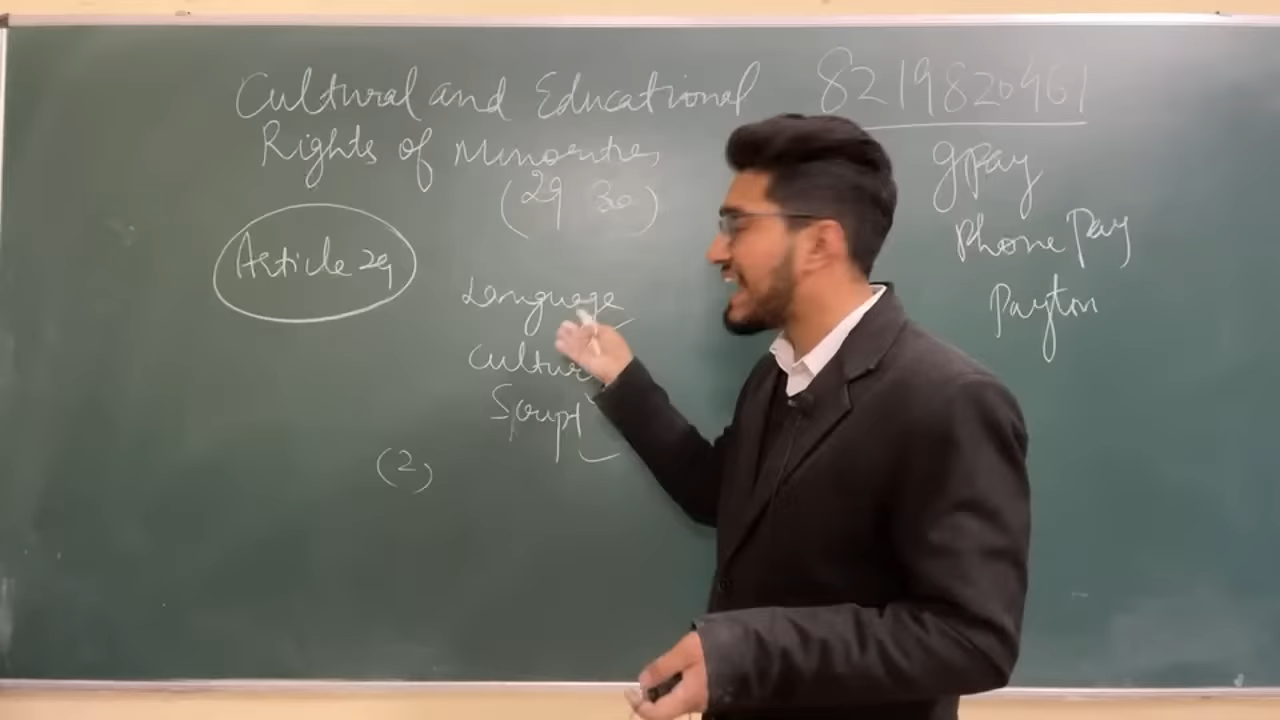 Cultural and Educational
Rights of Minorities
(29 30)
Article 29
Language
Culture
Script
(2)
8219820461
gpay
Phone Pay
Paytm